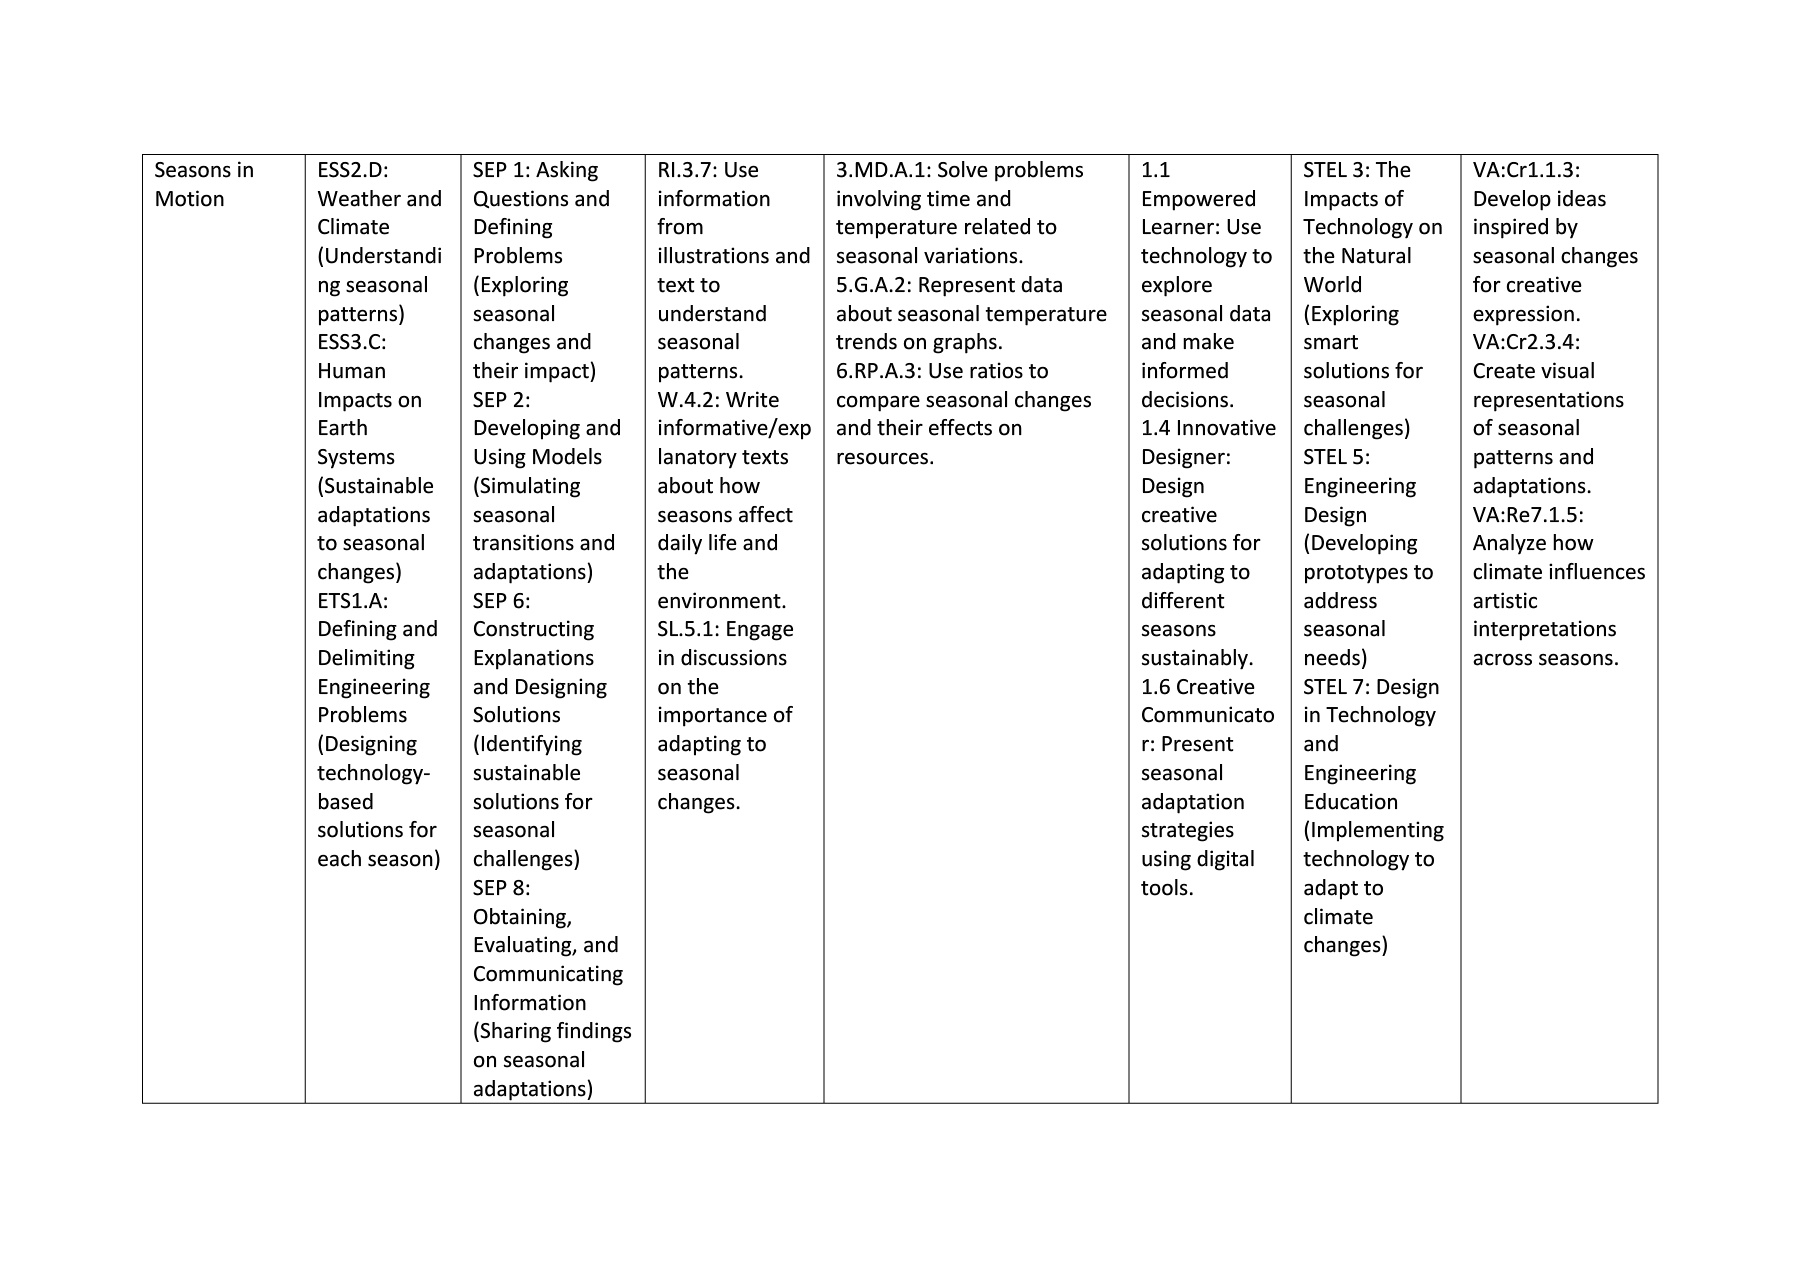 Seasons in
Motion
ESS2.D:
Weather and
Climate
(Understandi
ng seasonal
patterns)
ESS3.C:
Human
Impacts on
Earth
Systems
(Sustainable
adaptations
to seasonal
changes)
ETS1.A:
Defining and
Delimiting
Engineering
Problems
(Designing
technology-
based
solutions for
each season)
SEP 1: Asking
Questions and
Defining
Problems
(Exploring
seasonal
changes and
their impact)
SEP 2:
Developing and
Using Models
(Simulating
seasonal
transitions and
adaptations)
SEP 6:
Constructing
Explanations
and Designing
Solutions
(Identifying
sustainable
solutions for
seasonal
challenges)
SEP 8:
Obtaining,
Evaluating, and
Communicating
Information
(Sharing findings
on seasonal
adaptations)
RI.3.7: Use
information
from
illustrations and
text to
understand
seasonal
patterns.
W.4.2: Write
informative/exp
lanatory texts
about how
seasons affect
daily life and
the
environment.
SL.5.1: Engage
in discussions
on the
importance of
adapting to
seasonal
changes.
3.MD.A.1: Solve problems
involving time and
temperature related to
seasonal variations.
5.G.A.2: Represent data
about seasonal temperature
trends on graphs.
6.RP.A.3: Use ratios to
compare seasonal changes
and their effects on
resources.
1.1
Empowered
Learner: Use
technology to
explore
seasonal data
and make
informed
decisions.
1.4 Innovative
Designer:
Design
creative
solutions for
adapting to
different
seasons
sustainably.
1.6 Creative
Communicato
r: Present
seasonal
adaptation
strategies
using digital
tools.
STEL 3: The
Impacts of
Technology on
the Natural
World
(Exploring
smart
solutions for
seasonal
challenges)
STEL 5:
Engineering
Design
(Developing
prototypes to
address
seasonal
needs)
STEL 7: Design
in Technology
and
Engineering
Education
(Implementing
technology to
adapt to
climate
changes)
VA:Cr1.1.3:
Develop ideas
inspired by
seasonal changes
for creative
expression.
VA:Cr2.3.4:
Create visual
representations
of seasonal
patterns and
adaptations.
VA:Re7.1.5:
Analyze how
climate influences
artistic
interpretations
across seasons.